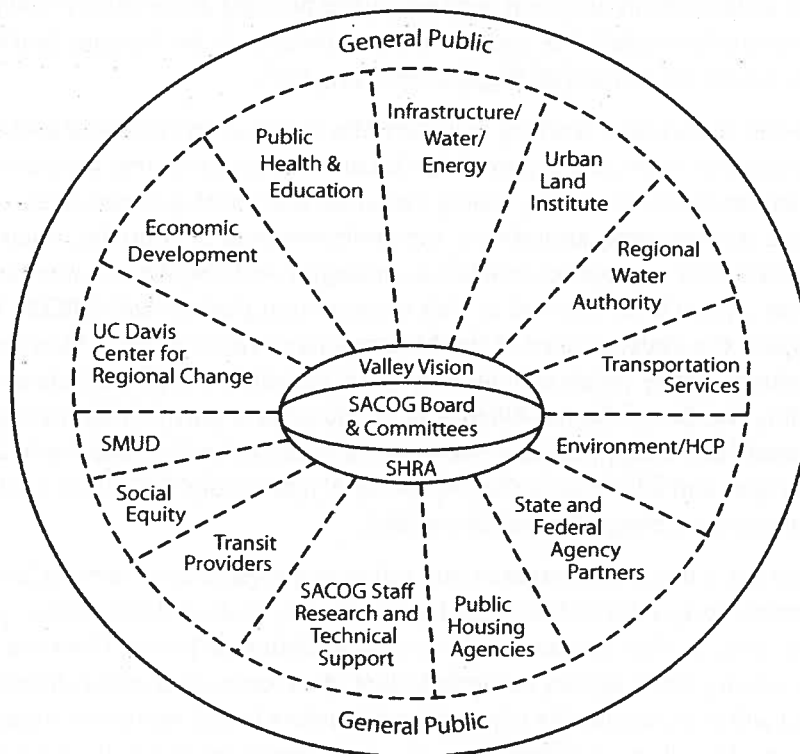 General Public
Infrastructure/
Water/
Energy
Public
Health &
Education
Urban
Land
Institute
Economic
Development
Regional
Water
Authority
UC Davis
Center for
Regional Change
Valley Vision
Transportation
Services
SACOG Board
& Committees
SMUD
Environment/HCP
SHRA
Social
Equity
State and
Federal
Agency
Partners
Transit
Providers
SACOG Staff
Research and
Technical
Support
Public
Housing
Agencies
General Public